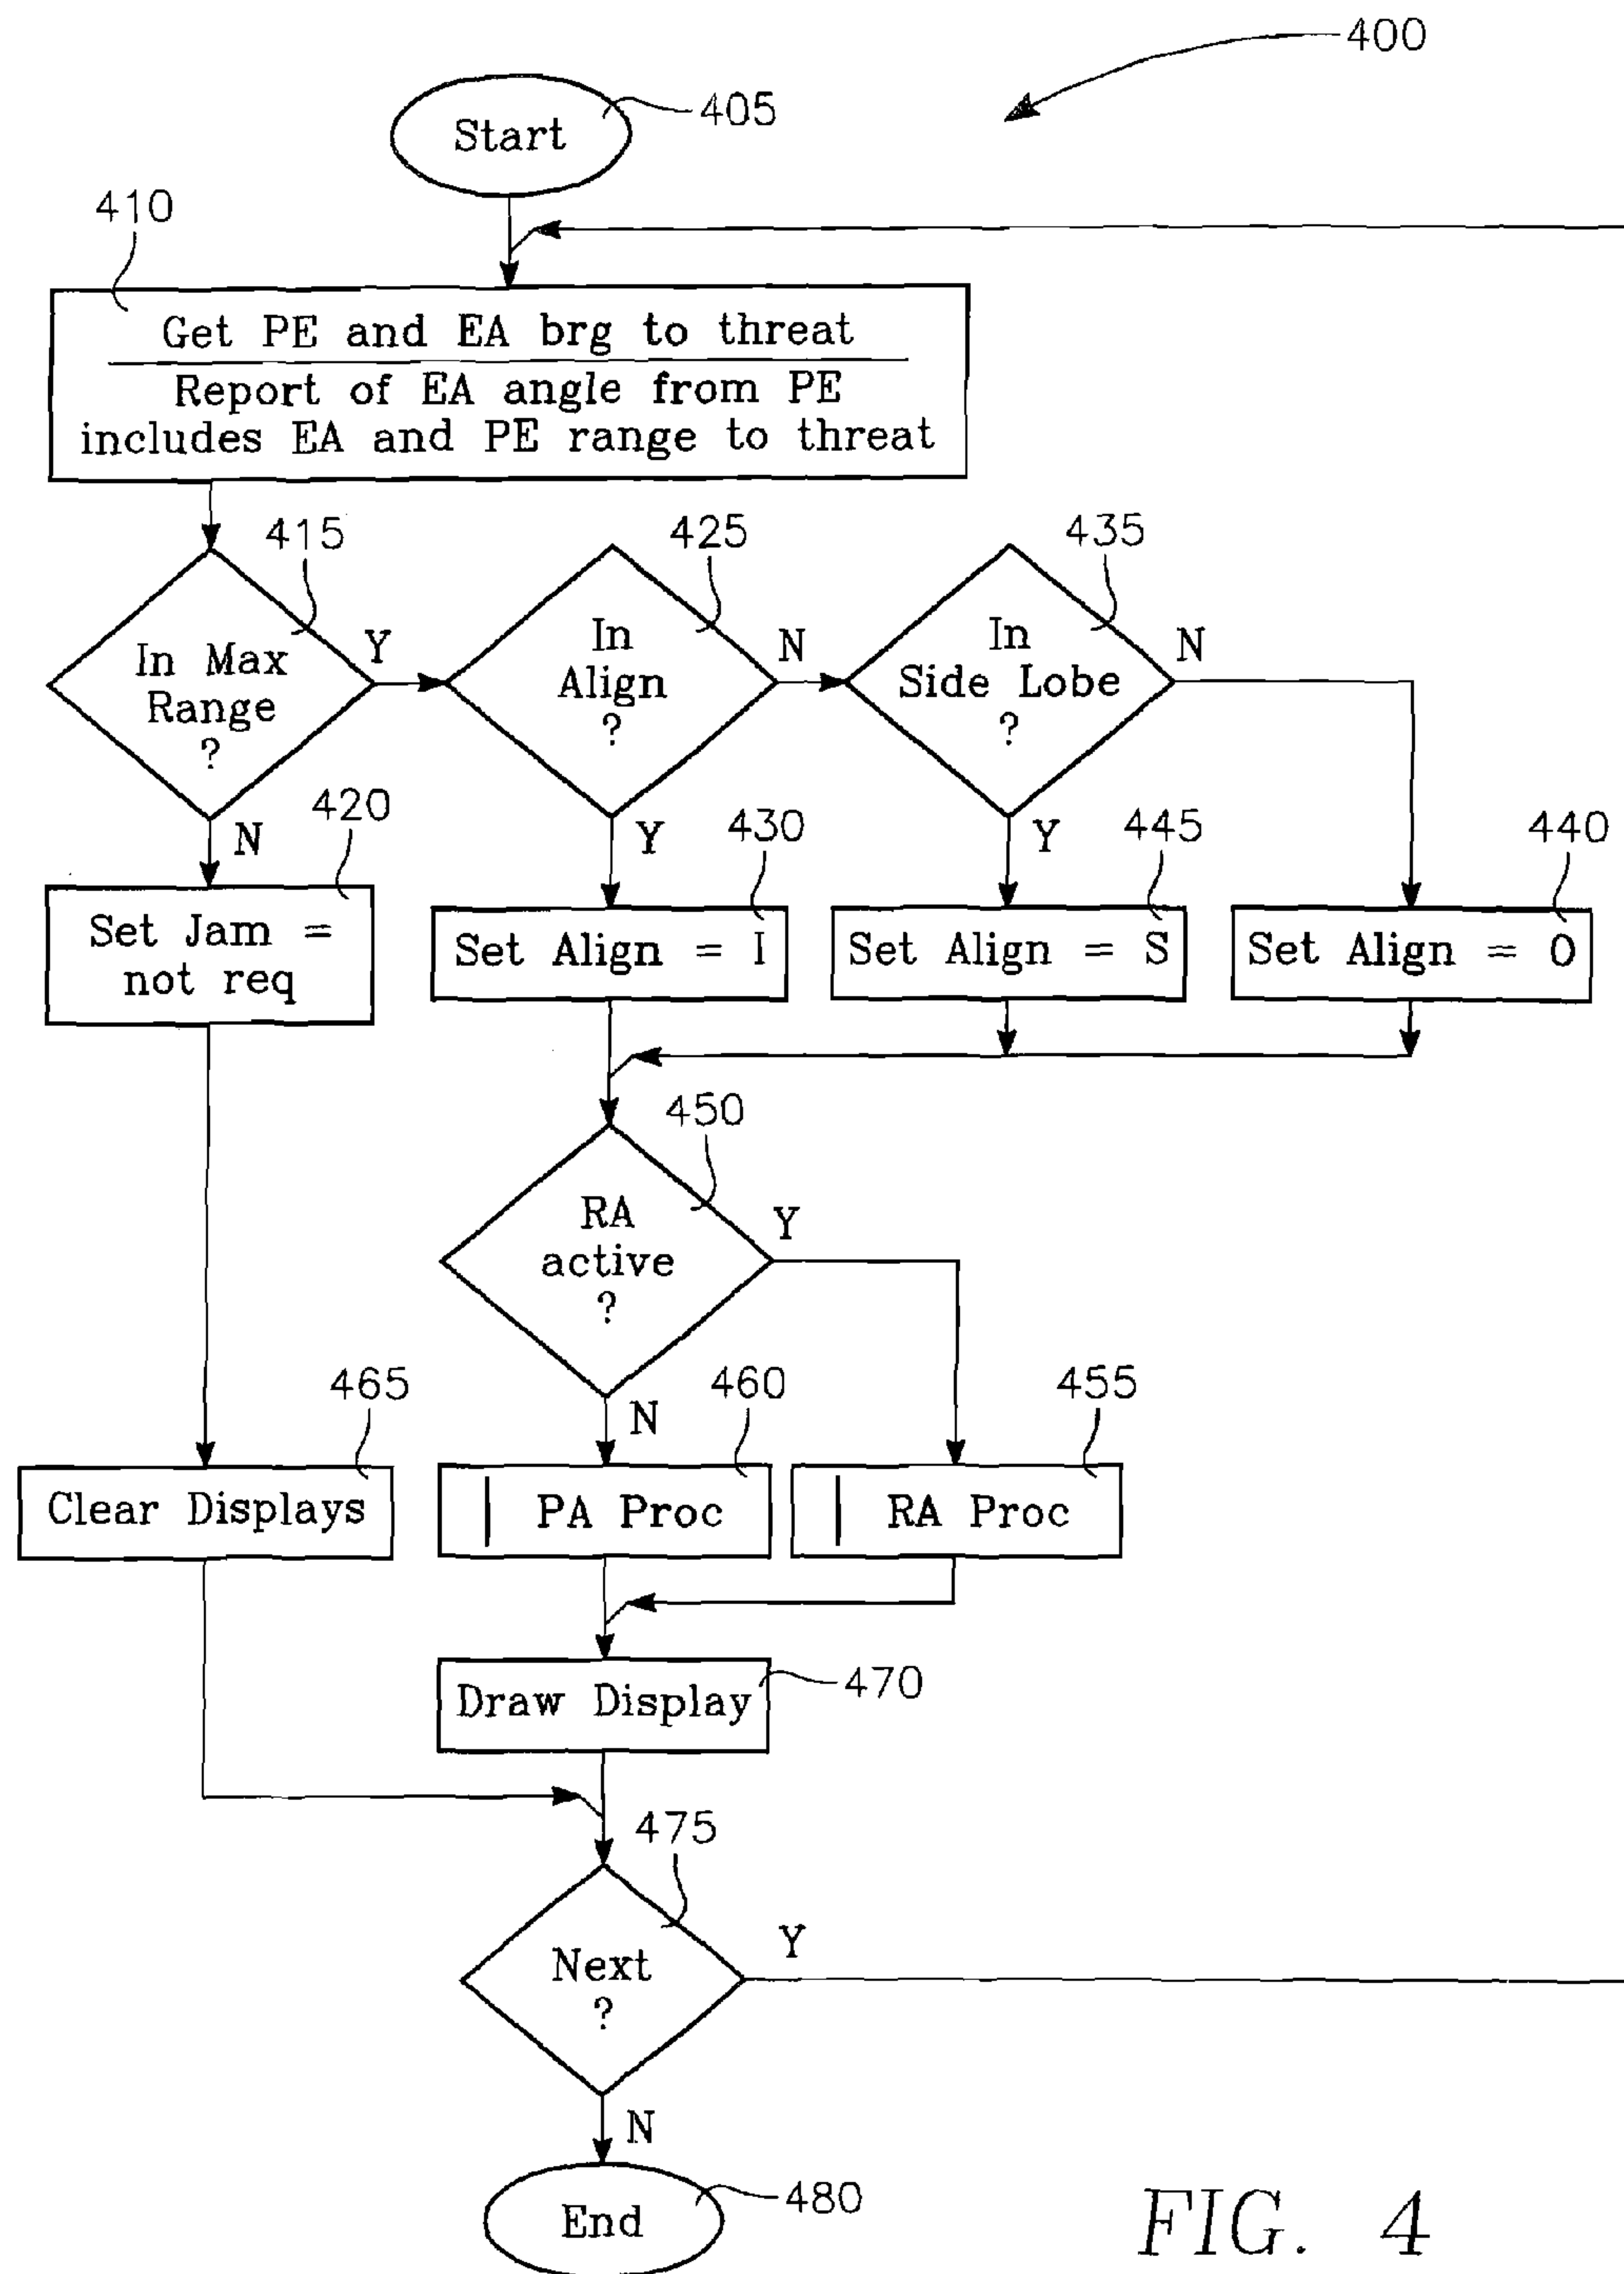 400
Start
405
410
Get PE and EA brg to threat
Report of EA angle from PE
includes EA and PE range to threat
415
425
435
In Max
Range
?
Y
In
Align
?
N
In
Side Lobe
?
N
N
420
Y
430
Y
445
440
Set Jam =
not req
Set Align = I
Set Align = S
Set Align = O
450
RA
active
?
Y
465
N
460
455
Clear Displays
PA Proc
RA Proc
Draw Display
470
475
Next
?
Y
N
End
480
FIG. 4